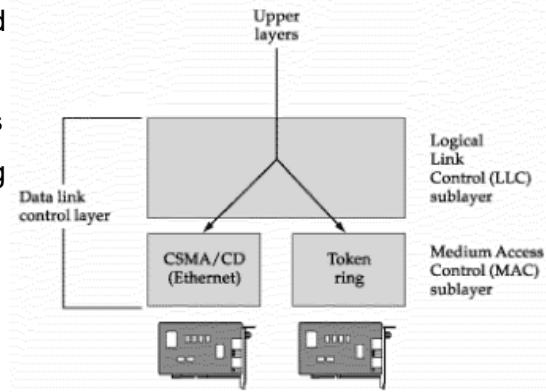 d
s
g
Upper
layers
Data link
control layer
Logical
Link
Control (LLC)
sublayer
CSMA/CD
(Ethernet)
Token
ring
Medium Access
Control (MAC)
sublayer